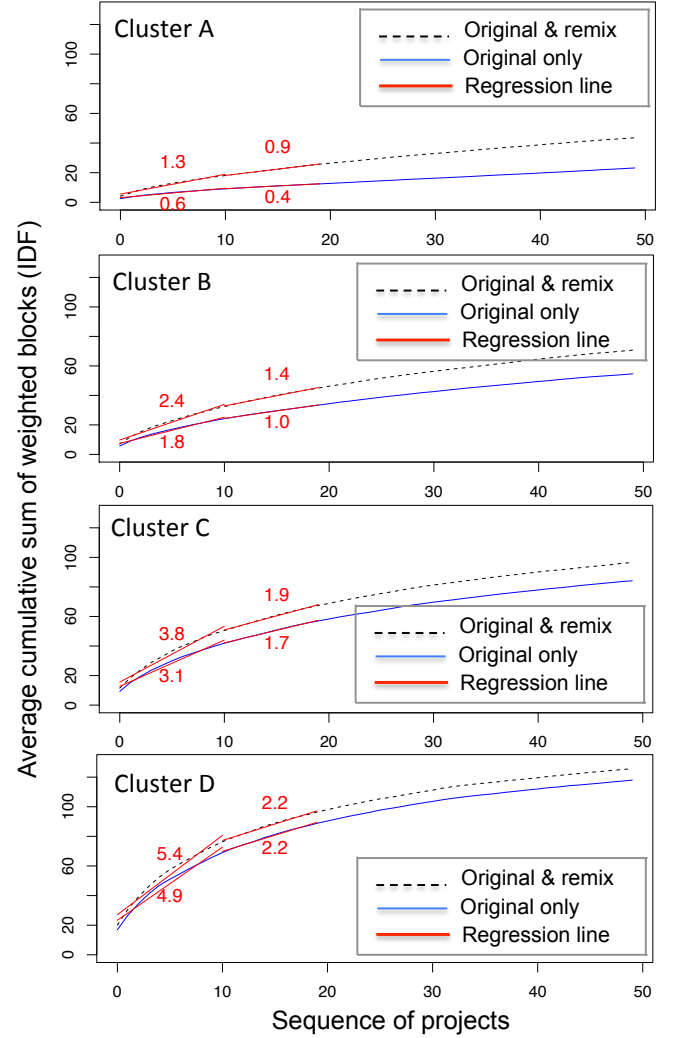 Average cumulative sum of weighted blocks (IDF)
Cluster A
Original & remix
Original only
Regression line
1.3
0.9
0.6
0.4
0 20 60 100
0 10 20 30 40 50
Cluster B
Original & remix
Original only
Regression line
2.4
1.4
1.8
1.0
0 20 60 100
0 10 20 30 40 50
Cluster C
Original & remix
Original only
Regression line
3.8
1.9
3.1
1.7
0 20 60 100
0 10 20 30 40 50
Cluster D
Original & remix
Original only
Regression line
5.4
2.2
4.9
2.2
0 20 60 100
0 10 20 30 40 50
Sequence of projects